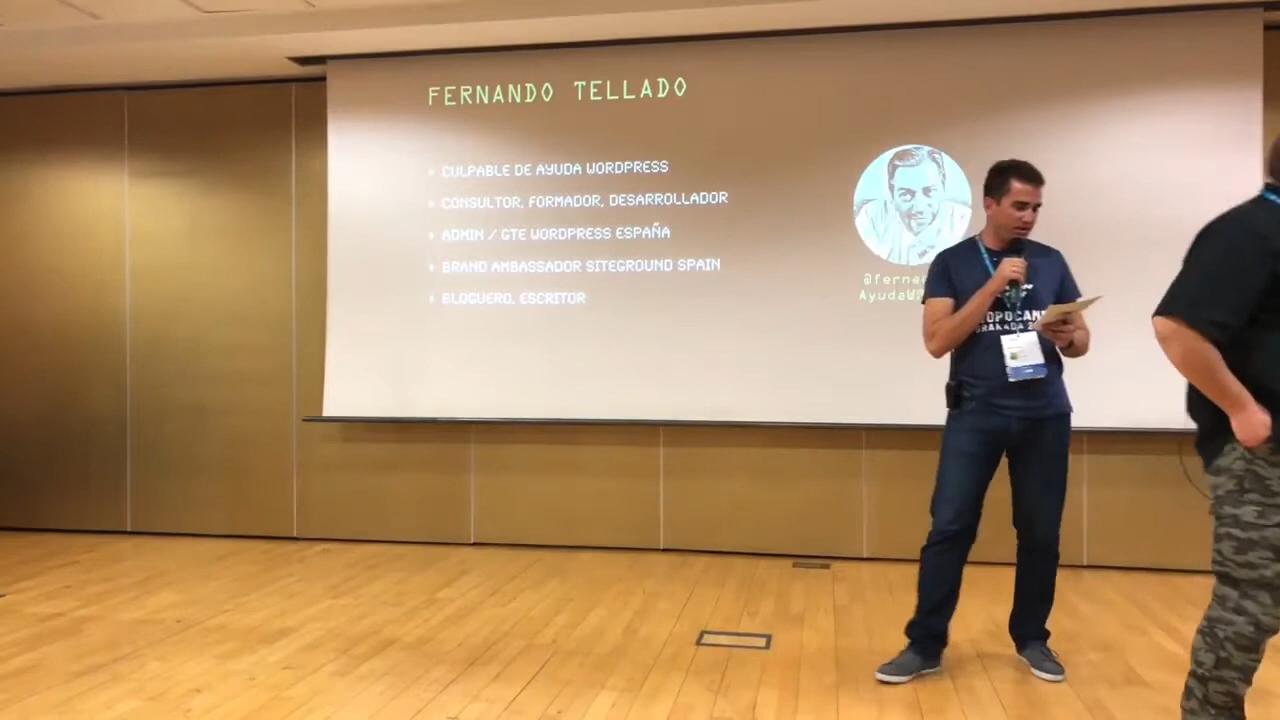 FERNANDO TELLADO
• CULPABLE DE AYUDA WORDPRESS
• CONSULTOR, FORMADOR, DESARROLLADOR
• ADMIN / GTE WORDPRESS ESPAÑA
• BRAND AMBASSADOR SITEGROUND SPAIN
• BLOGUERO, ESCRITOR